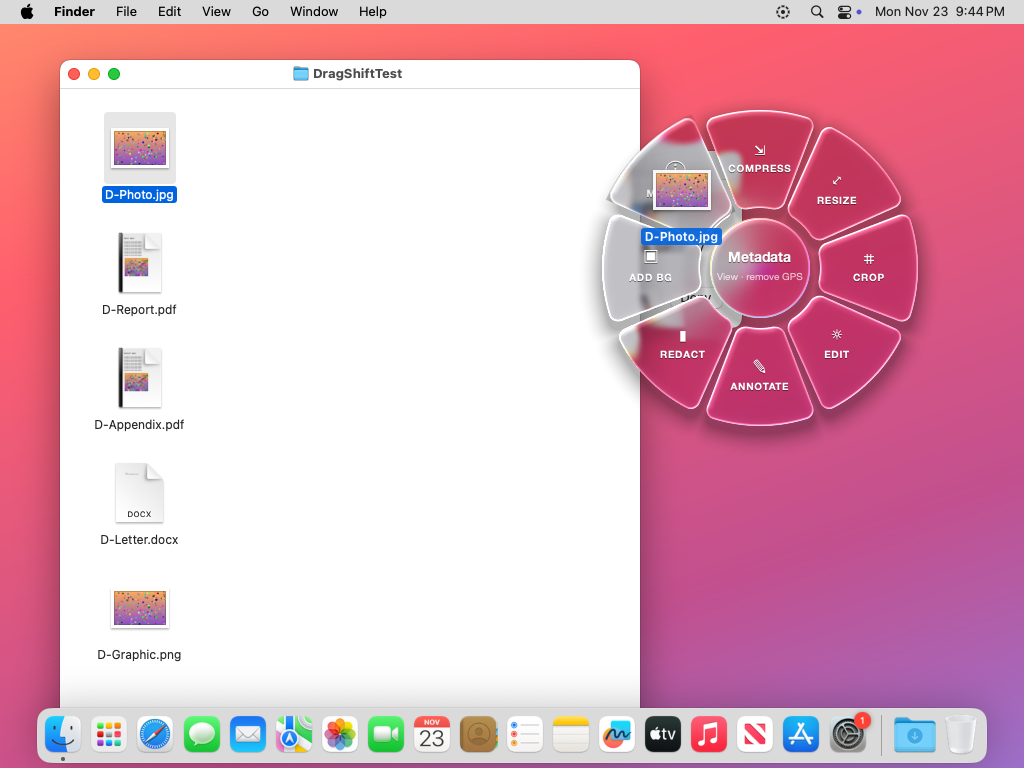 Finder File Edit View Go Window Help Mon Nov 23 9:44 PM
DragShiftTest
D-Photo.jpg
D-Report.pdf
D-Appendix.pdf
DOCX
D-Letter.docx
D-Graphic.png
COMPRESS
RESIZE
CROP
EDIT
ANNOTATE
REDACT
ADD BG
D-Photo.jpg
Metadata
View · remove GPS
NOV
23
tv
1